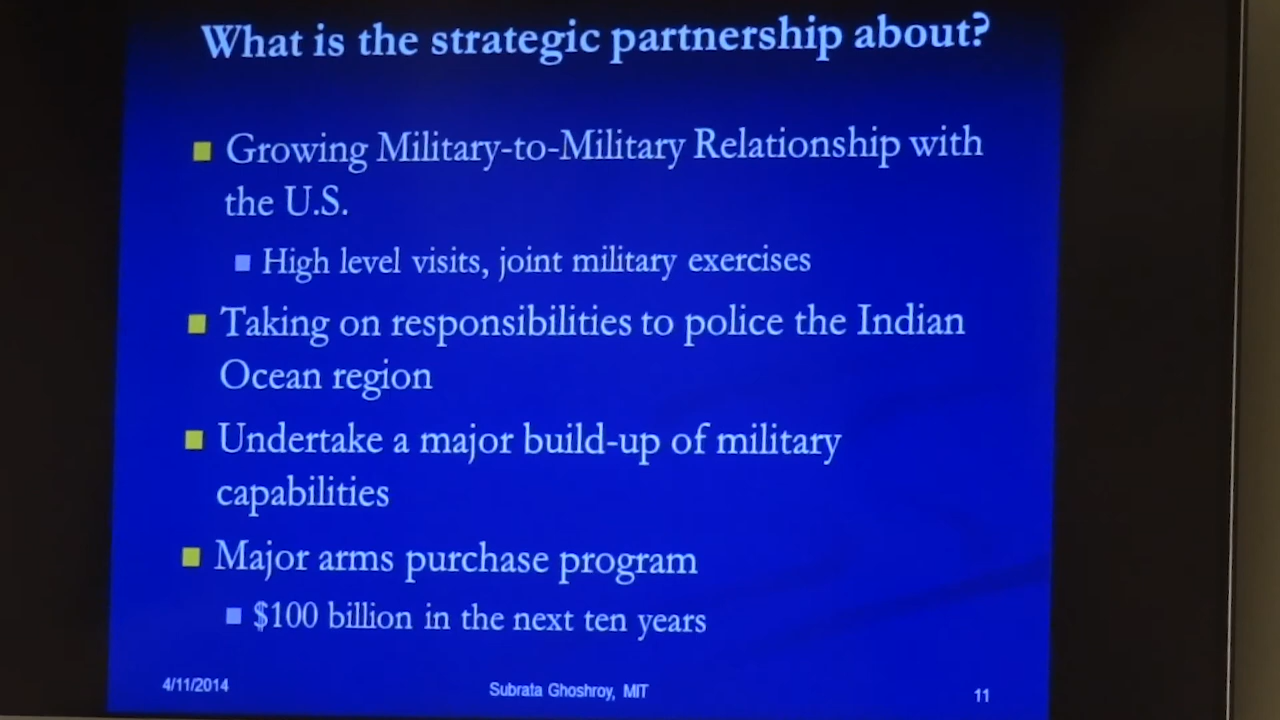 What is the strategic partnership about?
Growing Military-to-Military Relationship with
the U.S.
High level visits, joint military exercises
Taking on responsibilities to police the Indian
Ocean region
Undertake a major build-up of military
capabilities
Major arms purchase program
$100 billion in the next ten years
4/11/2014
Subrata Ghoshroy, MIT
11